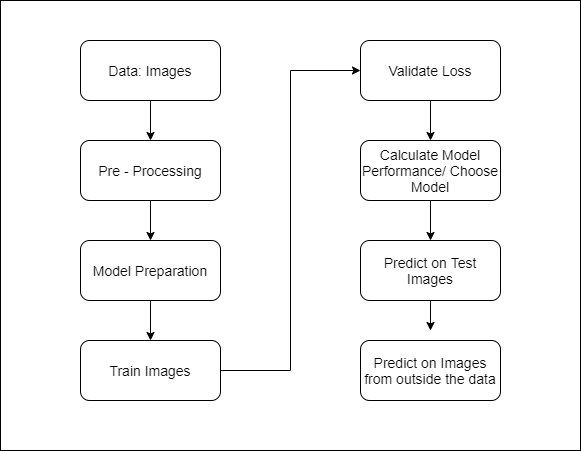 Data: Images
Pre - Processing
Model Preparation
Train Images
Validate Loss
Calculate Model
Performance/ Choose
Model
Predict on Test
Images
Predict on Images
from outside the data